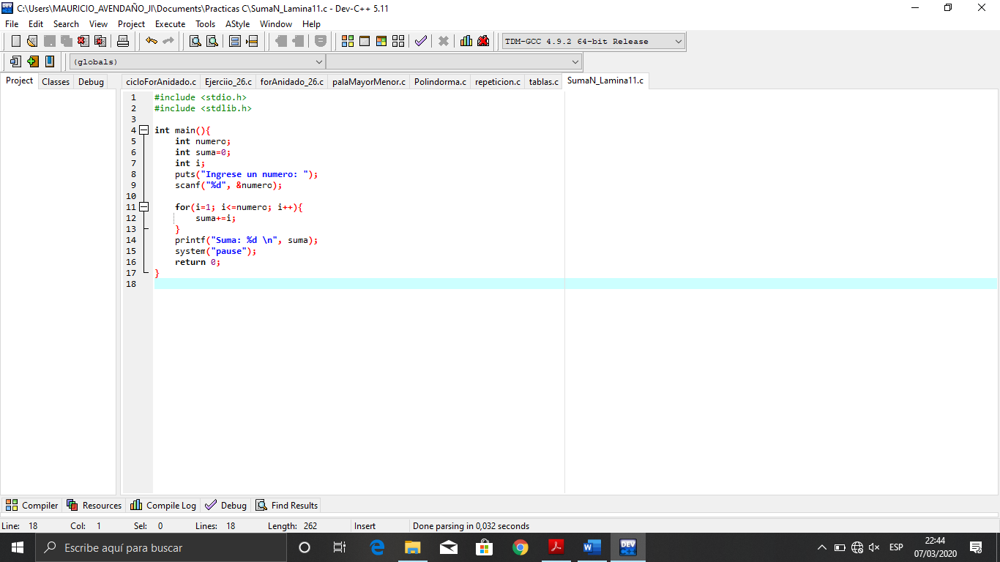 C:\Users\MAURICIO_AVENDAÑO_JI\Documents\Practicas C\SumaN_Lamina11.c - Dev-C++ 5.11
File Edit Search View Project Execute Tools AStyle Window Help
TDM-GCC 4.9.2 64-bit Release
(globals)
Project Classes Debug cicloForAnidado.c Ejerciio_26.c forAnidado_26.c palaMayorMenor.c Polindorma.c repeticion.c tablas.c SumaN_Lamina11.c
1 #include <stdio.h>
2 #include <stdlib.h>
3
4 int main(){
5 int numero;
6 int suma=0;
7 int i;
8 puts("Ingrese un numero: ");
9 scanf("%d", &numero);
10
11 for(i=1; i<=numero; i++){
12 suma+=i;
13 }
14 printf("Suma: %d \n", suma);
15 system("pause");
16 return 0;
17 }
18
Compiler Resources Compile Log Debug Find Results
Line: 18 Col: 1 Sel: 0 Lines: 18 Length: 262 Insert Done parsing in 0,032 seconds
Escribe aquí para buscar
DEV
ESP
22:44
07/03/2020